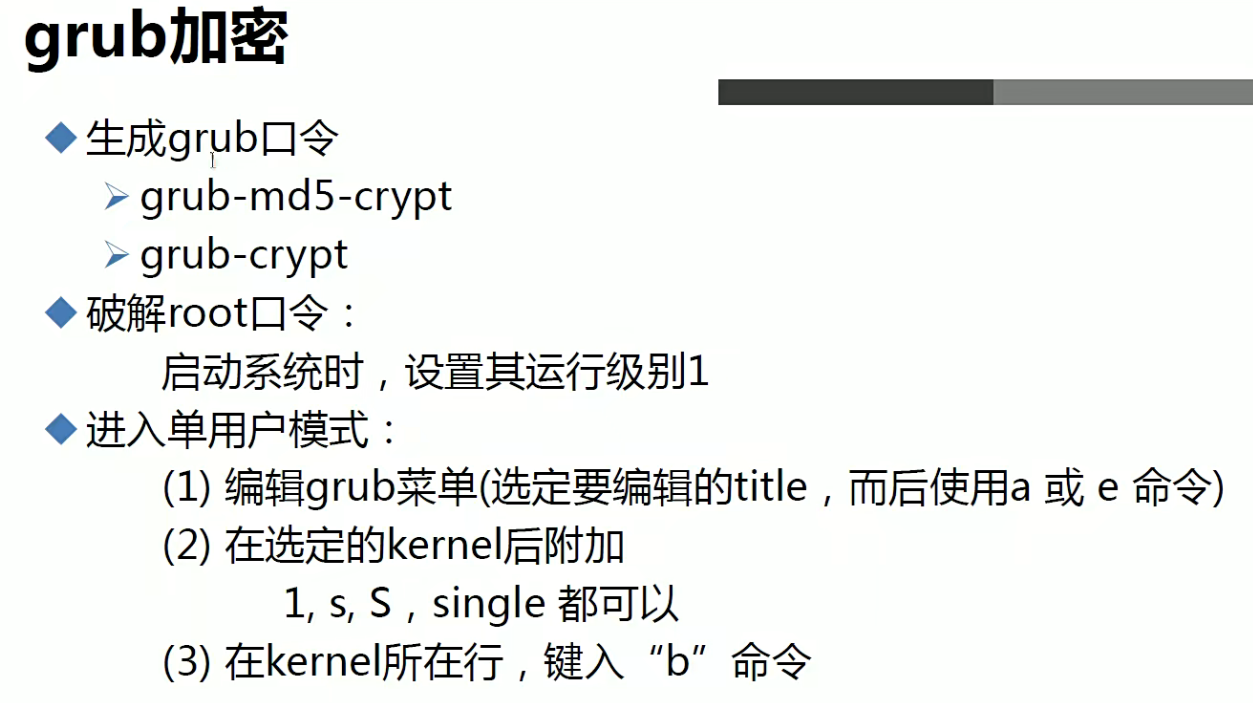 grub加密
生成grub口令
grub-md5-crypt
grub-crypt
破解root口令：
启动系统时，设置其运行级别1
进入单用户模式：
(1) 编辑grub菜单(选定要编辑的title，而后使用a 或 e 命令)
(2) 在选定的kernel后附加
1, s, S，single 都可以
(3) 在kernel所在行，键入“b”命令